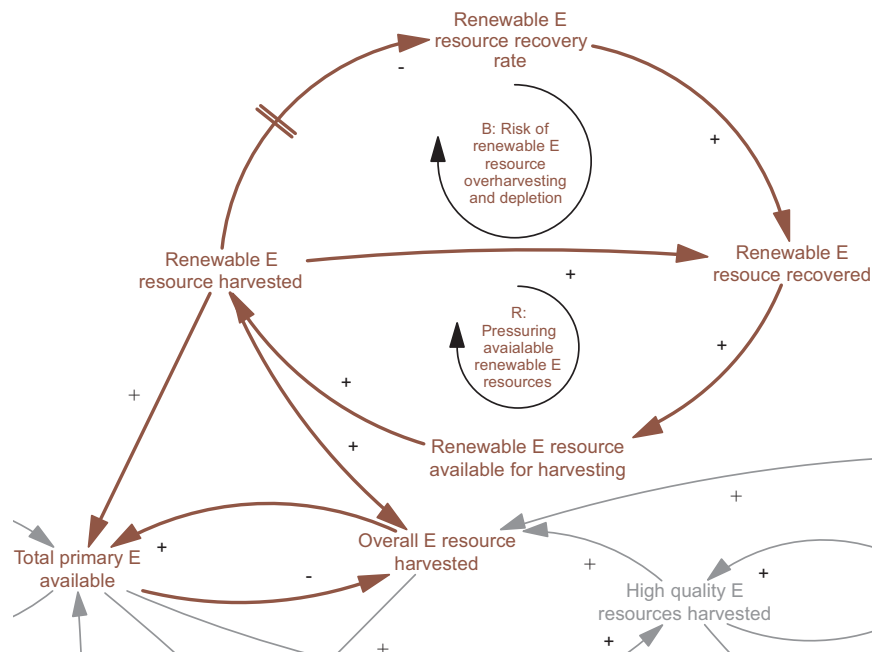 Renewable E
resource recovery
rate
-
B: Risk of
renewable E
resource
overharvesting
and depletion
+
Renewable E
resource harvested
Renewable E
resouce recovered
+
R:
Pressuring
avaialable
renewable E
resources
+
+
+
+
Renewable E resource
available for harvesting
+
Overall E resource
harvested
Total primary E
available
+
-
+
+
High quality E
resources harvested
+
+